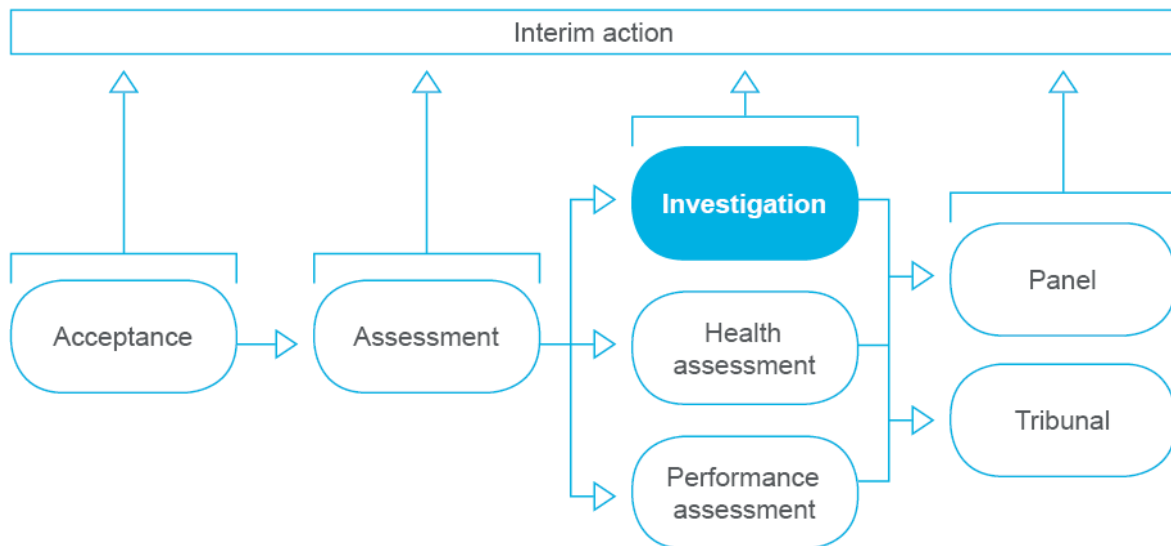 Interim action
Acceptance
Assessment
Investigation
Health
assessment
Performance
assessment
Panel
Tribunal